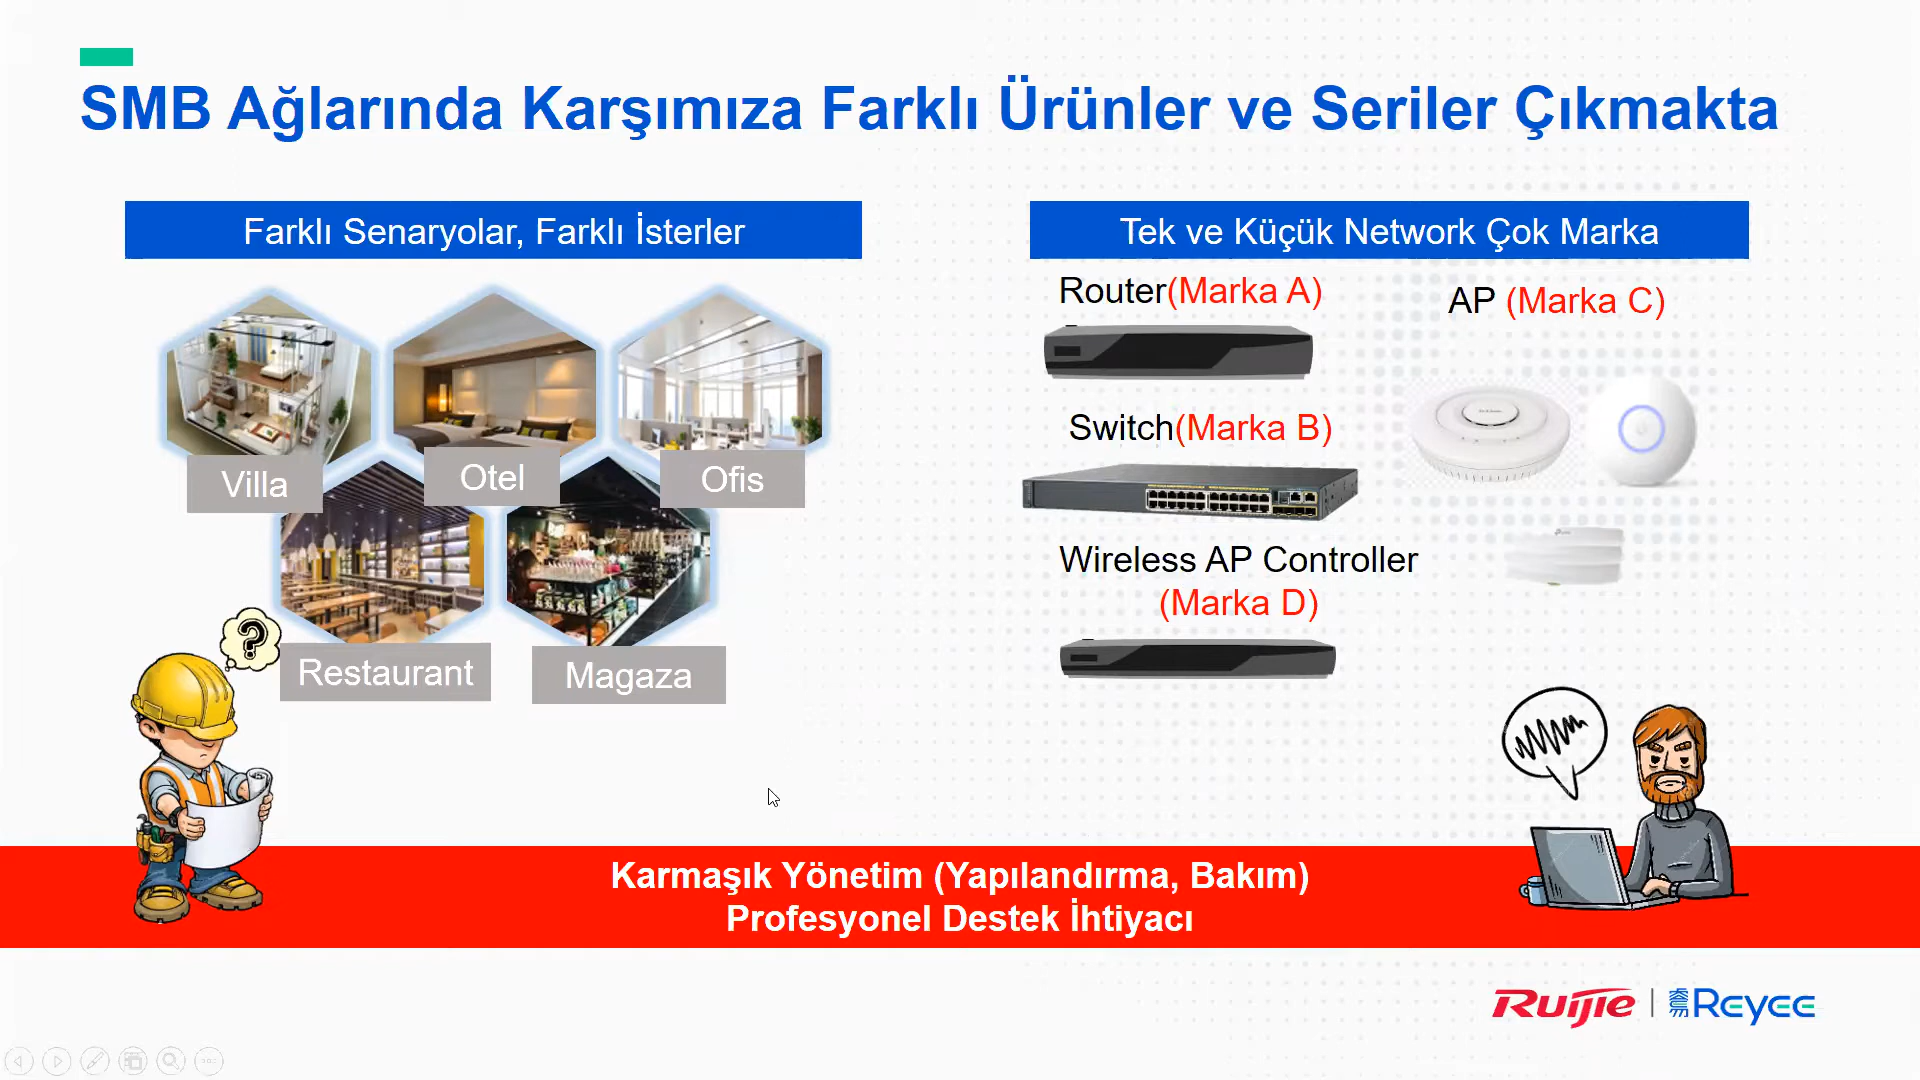 SMB Ağlarında Karşımıza Farklı Ürünler ve Seriler Çıkmakta
Farklı Senaryolar, Farklı İsterler
Villa
Otel
Ofis
Restaurant
Magaza
Tek ve Küçük Network Çok Marka
Router(Marka A)
AP (Marka C)
Switch(Marka B)
Wireless AP Controller
(Marka D)
?
Karmaşık Yönetim (Yapılandırma, Bakım)
Profesyonel Destek İhtiyacı
Ruijie | 睿易 Reyee